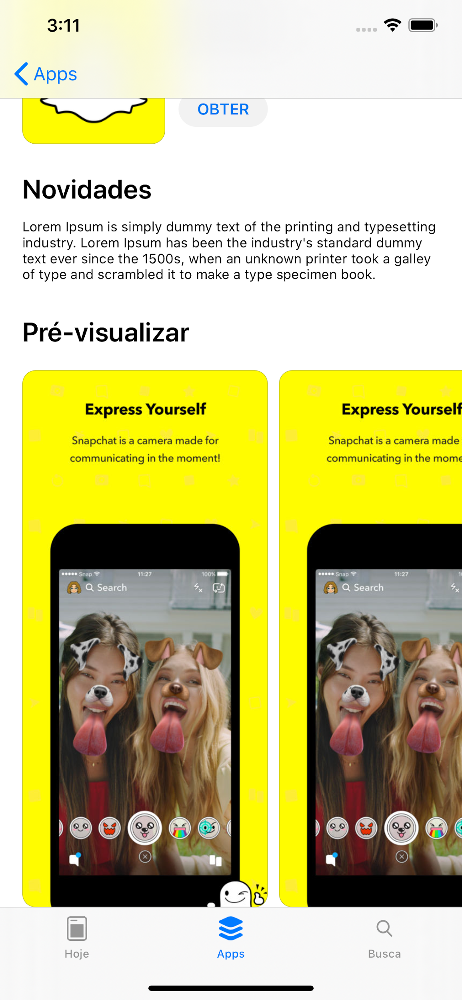 3:11
Apps
OBTER
Novidades
Lorem Ipsum is simply dummy text of the printing and typesetting
industry. Lorem Ipsum has been the industry's standard dummy
text ever since the 1500s, when an unknown printer took a galley
of type and scrambled it to make a type specimen book.
Pré-visualizar
Express Yourself
Snapchat is a camera made for
communicating in the moment!
Snap 11:27 100%
Search
Express Yourself
Snapchat is a camera made
communicating in the mome
Snap 11:27 10
Search
Hoje Apps Busca